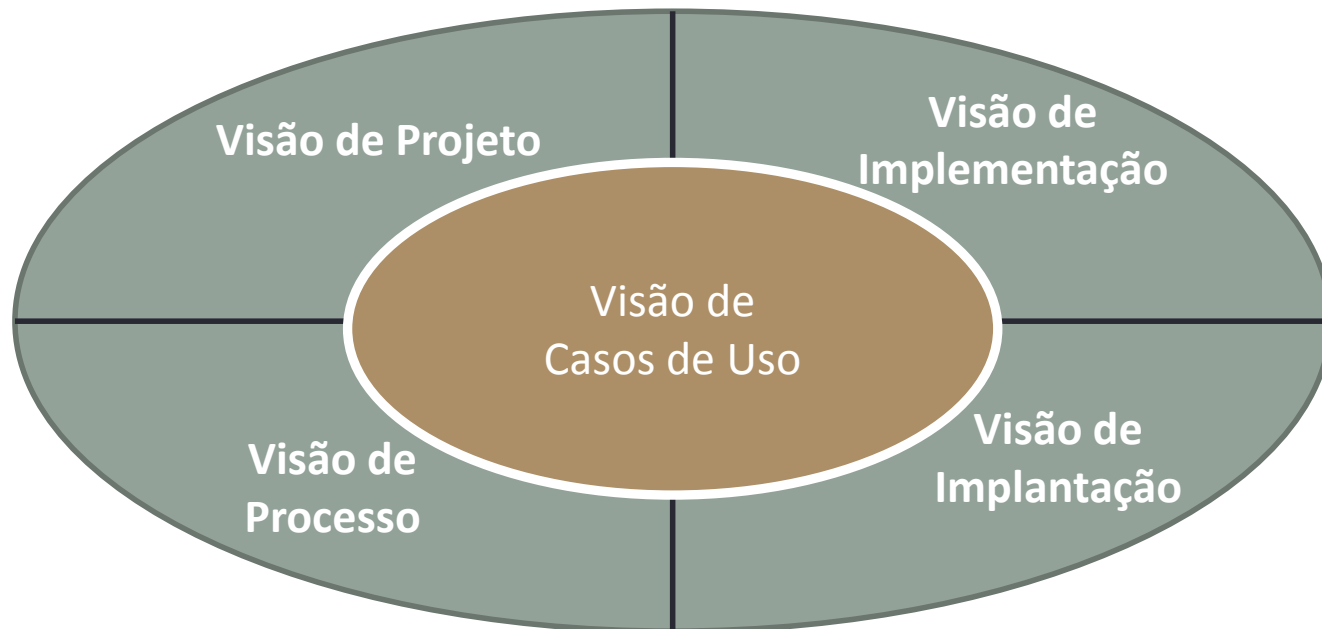 Visão de Projeto
Visão de
Implementação
Visão de
Casos de Uso
Visão de
Processo
Visão de
Implantação